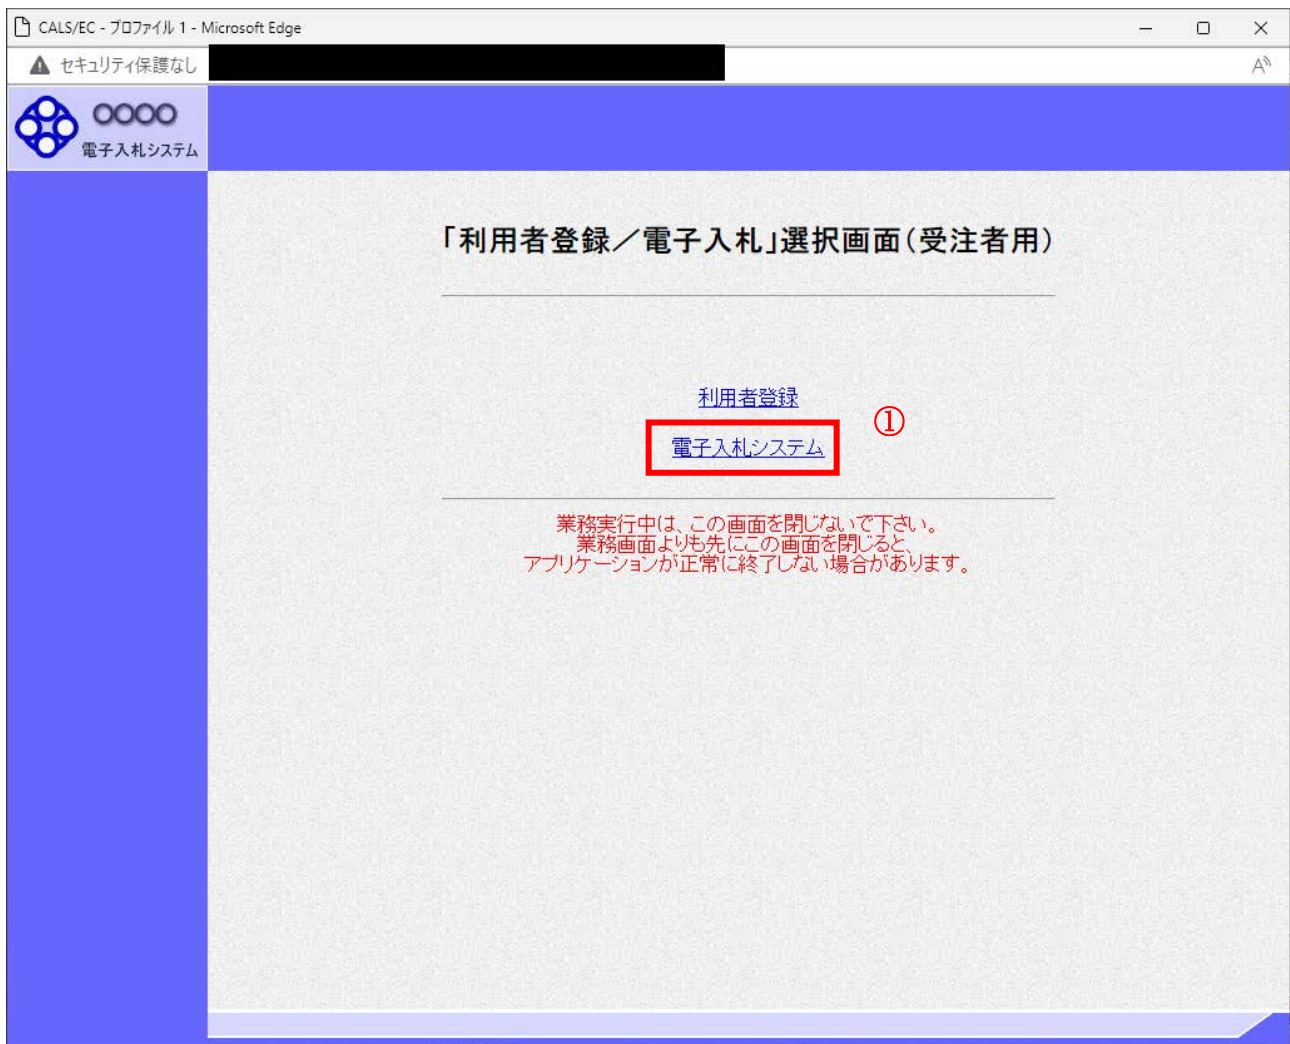 CALS/EC - プロファイル 1 - Microsoft Edge
セキュリティ保護なし
A
○○○○
電子入札システム
「利用者登録／電子入札」選択画面（受注者用）
利用者登録
①
電子入札システム
業務実行中は、この画面を閉じないで下さい。
業務画面よりも先にこの画面を閉じると、
アプリケーションが正常に終了しない場合があります。